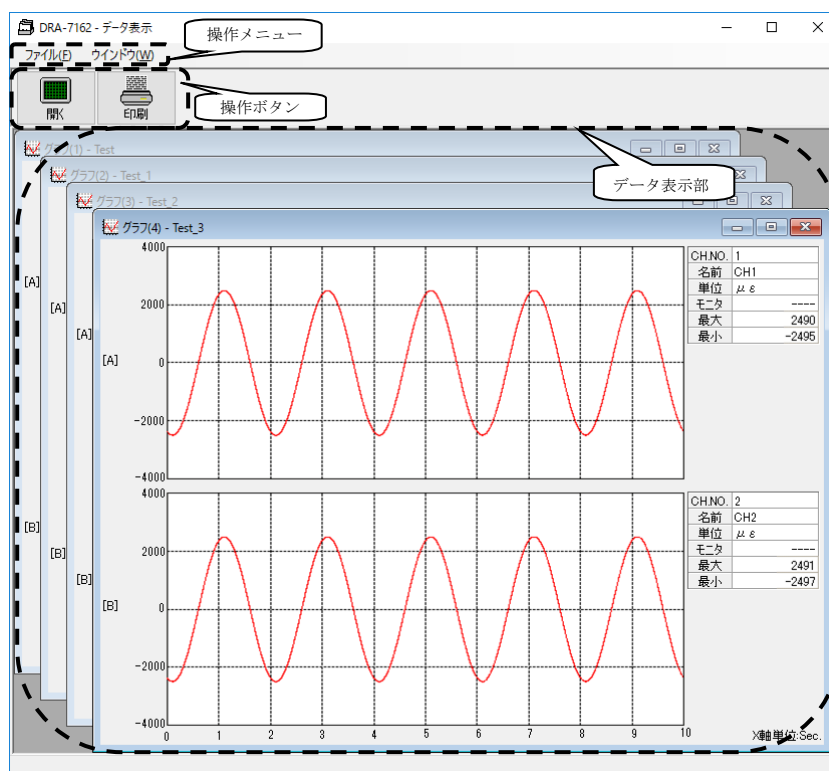 DRA-7162 - データ表示
操作メニュー
ファイル(F) ウインドウ(W)
開く
印刷
操作ボタン
グラフ(1) - Test
グラフ(2) - Test_1
グラフ(3) - Test_2
データ表示部
グラフ(4) - Test_3
[A]
[A]
[A]
[A]
4000
2000
0
-2000
-4000
CH.NO. 1
名前 CH1
単位 με
モニタ ----
最大 2490
最小 -2495
[B]
[B]
[B]
[B]
4000
2000
0
-2000
-4000
0 1 2 3 4 5 6 7 8 9 10
X軸単位:Sec.
CH.NO. 2
名前 CH2
単位 με
モニタ ----
最大 2491
最小 -2497